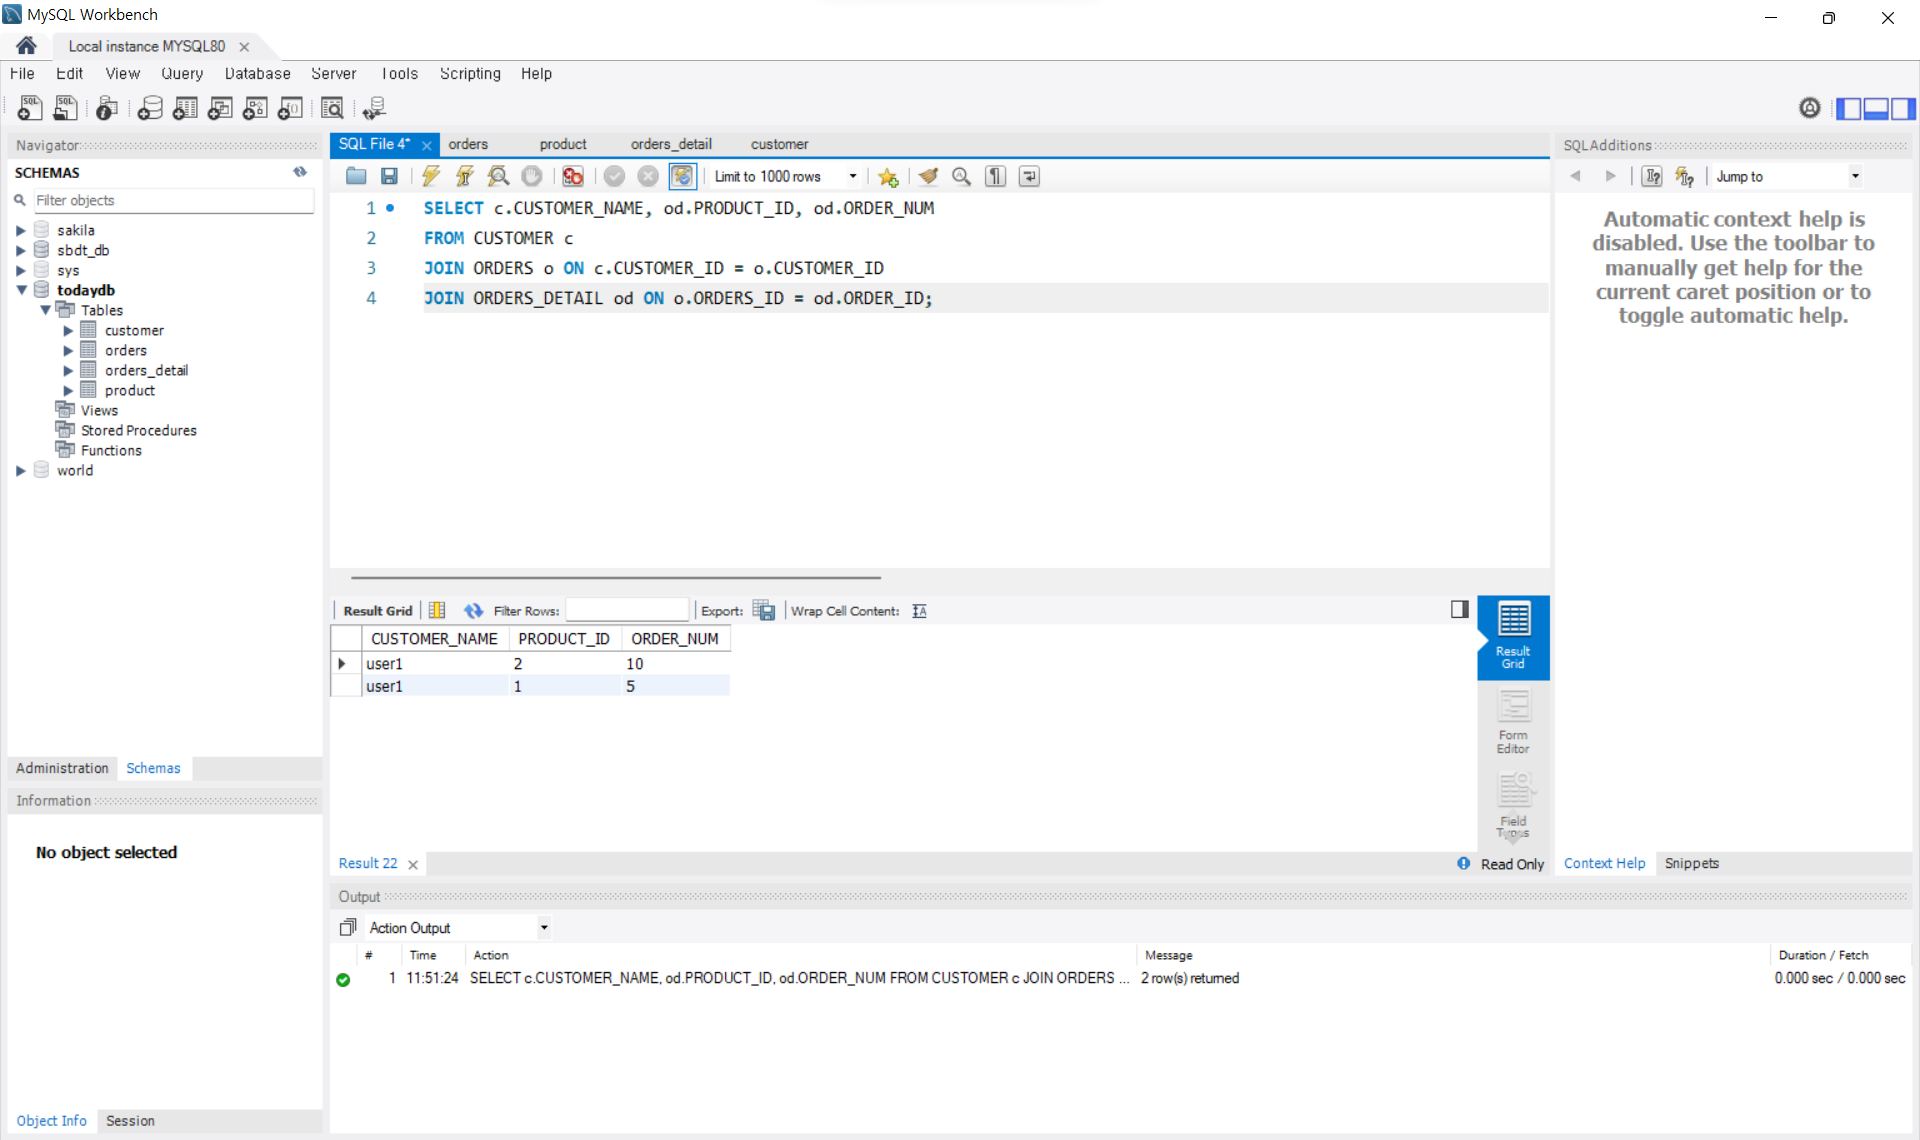 MySQL Workbench
Local instance MYSQL80
File Edit View Query Database Server Tools Scripting Help
Navigator
SCHEMAS
Filter objects
sakila
sbdt_db
sys
todaydb
Tables
customer
orders
orders_detail
product
Views
Stored Procedures
Functions
world
Administration Schemas
Information
No object selected
Object Info Session
SQL File 4* orders product orders_detail customer
Limit to 1000 rows
1 SELECT c.CUSTOMER_NAME, od.PRODUCT_ID, od.ORDER_NUM
2 FROM CUSTOMER c
3 JOIN ORDERS o ON c.CUSTOMER_ID = o.CUSTOMER_ID
4 JOIN ORDERS_DETAIL od ON o.ORDERS_ID = od.ORDER_ID;
Result Grid Filter Rows: Export: Wrap Cell Content:
CUSTOMER_NAME PRODUCT_ID ORDER_NUM
user1 2 10
user1 1 5
Result
Grid
Form
Editor
Field
Types
Result 22 Read Only
SQLAdditions
Jump to
Automatic context help is
disabled. Use the toolbar to
manually get help for the
current caret position or to
toggle automatic help.
Context Help Snippets
Output
Action Output
# Time Action Message Duration / Fetch
1 11:51:24 SELECT c.CUSTOMER_NAME, od.PRODUCT_ID, od.ORDER_NUM FROM CUSTOMER c JOIN ORDERS ... 2 row(s) returned 0.000 sec / 0.000 sec